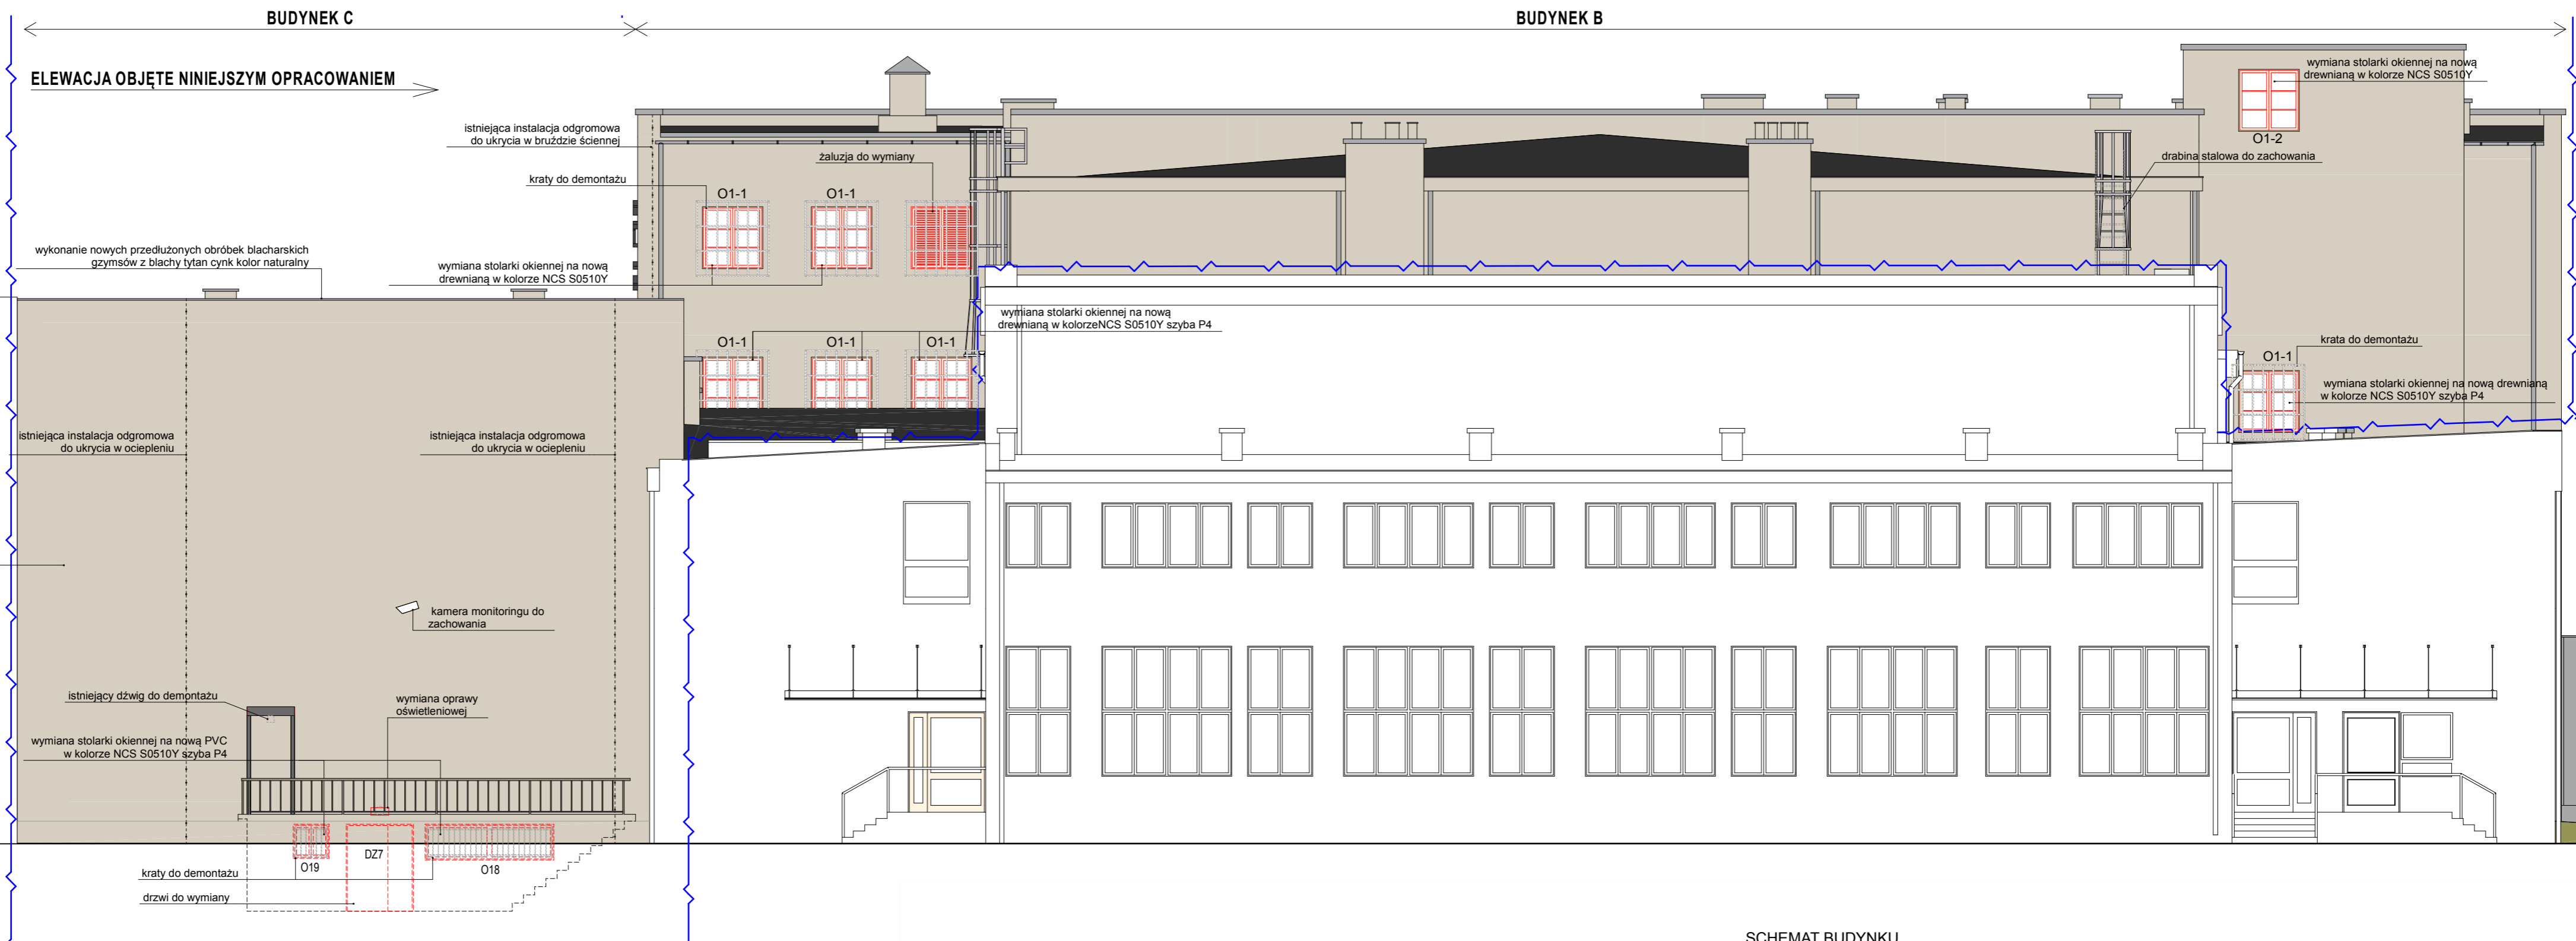 BUDYNEK C
BUDYNEK B
ELEWACJA OBJĘTE NINIEJSZYM OPRACOWANIEM
wymiana stolarki okiennej na nową
drewnianą w kolorze NCS S0510Y
O1-2
drabina stalowa do zachowania
istniejąca instalacja odgromowa
do ukrycia w bruździe ściennej
żaluzja do wymiany
kraty do demontażu
O1-1
O1-1
wykonanie nowych przedłużonych obróbek blacharskich
gzymsów z blachy tytan cynk kolor naturalny
wymiana stolarki okiennej na nową
drewnianą w kolorze NCS S0510Y
wymiana stolarki okiennej na nową
drewnianą w kolorzeNCS S0510Y szyba P4
O1-1
O1-1
O1-1
krata do demontażu
O1-1
wymiana stolarki okiennej na nową drewnianą
w kolorze NCS S0510Y szyba P4
istniejąca instalacja odgromowa
do ukrycia w ociepleniu
istniejąca instalacja odgromowa
do ukrycia w ociepleniu
kamera monitoringu do
zachowania
istniejący dźwig do demontażu
wymiana oprawy
oświetleniowej
wymiana stolarki okiennej na nową PVC
w kolorze NCS S0510Y szyba P4
O19
DZ7
O18
kraty do demontażu
drzwi do wymiany
SCHEMAT BUDYNKU